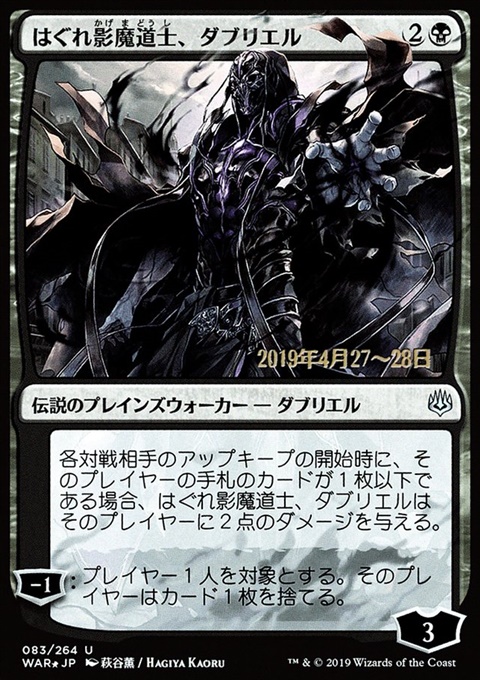 はぐれ影魔道士、ダブリエル 2
かげまどうし
2019年4月27〜28日
伝説のプレインズウォーカー — ダブリエル
各対戦相手のアップキープの開始時に、そ
のプレイヤーの手札のカードが1枚以下で
ある場合、はぐれ影魔道士、ダブリエルは
そのプレイヤーに2点のダメージを与える。
-1:プレイヤー1人を対象とする。そのプレ
イヤーはカード1枚を捨てる。
3
083/264 U
WAR★JP 萩谷薫 / HAGIYA KAORU
™ & © 2019 Wizards of the Coast